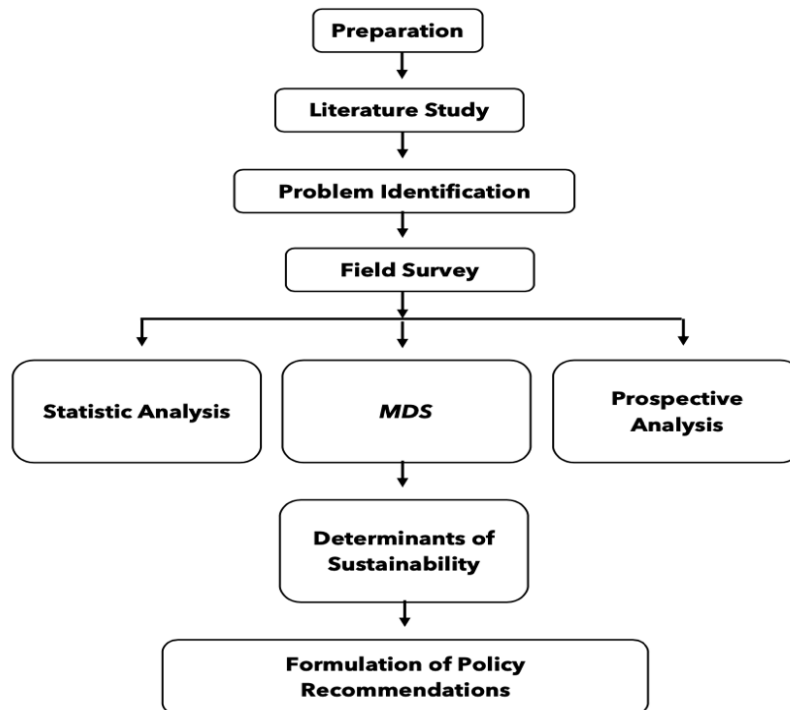 Preparation
Literature Study
Problem Identification
Field Survey
Statistic Analysis
MDS
Prospective
Analysis
Determinants of
Sustainability
Formulation of Policy
Recommendations